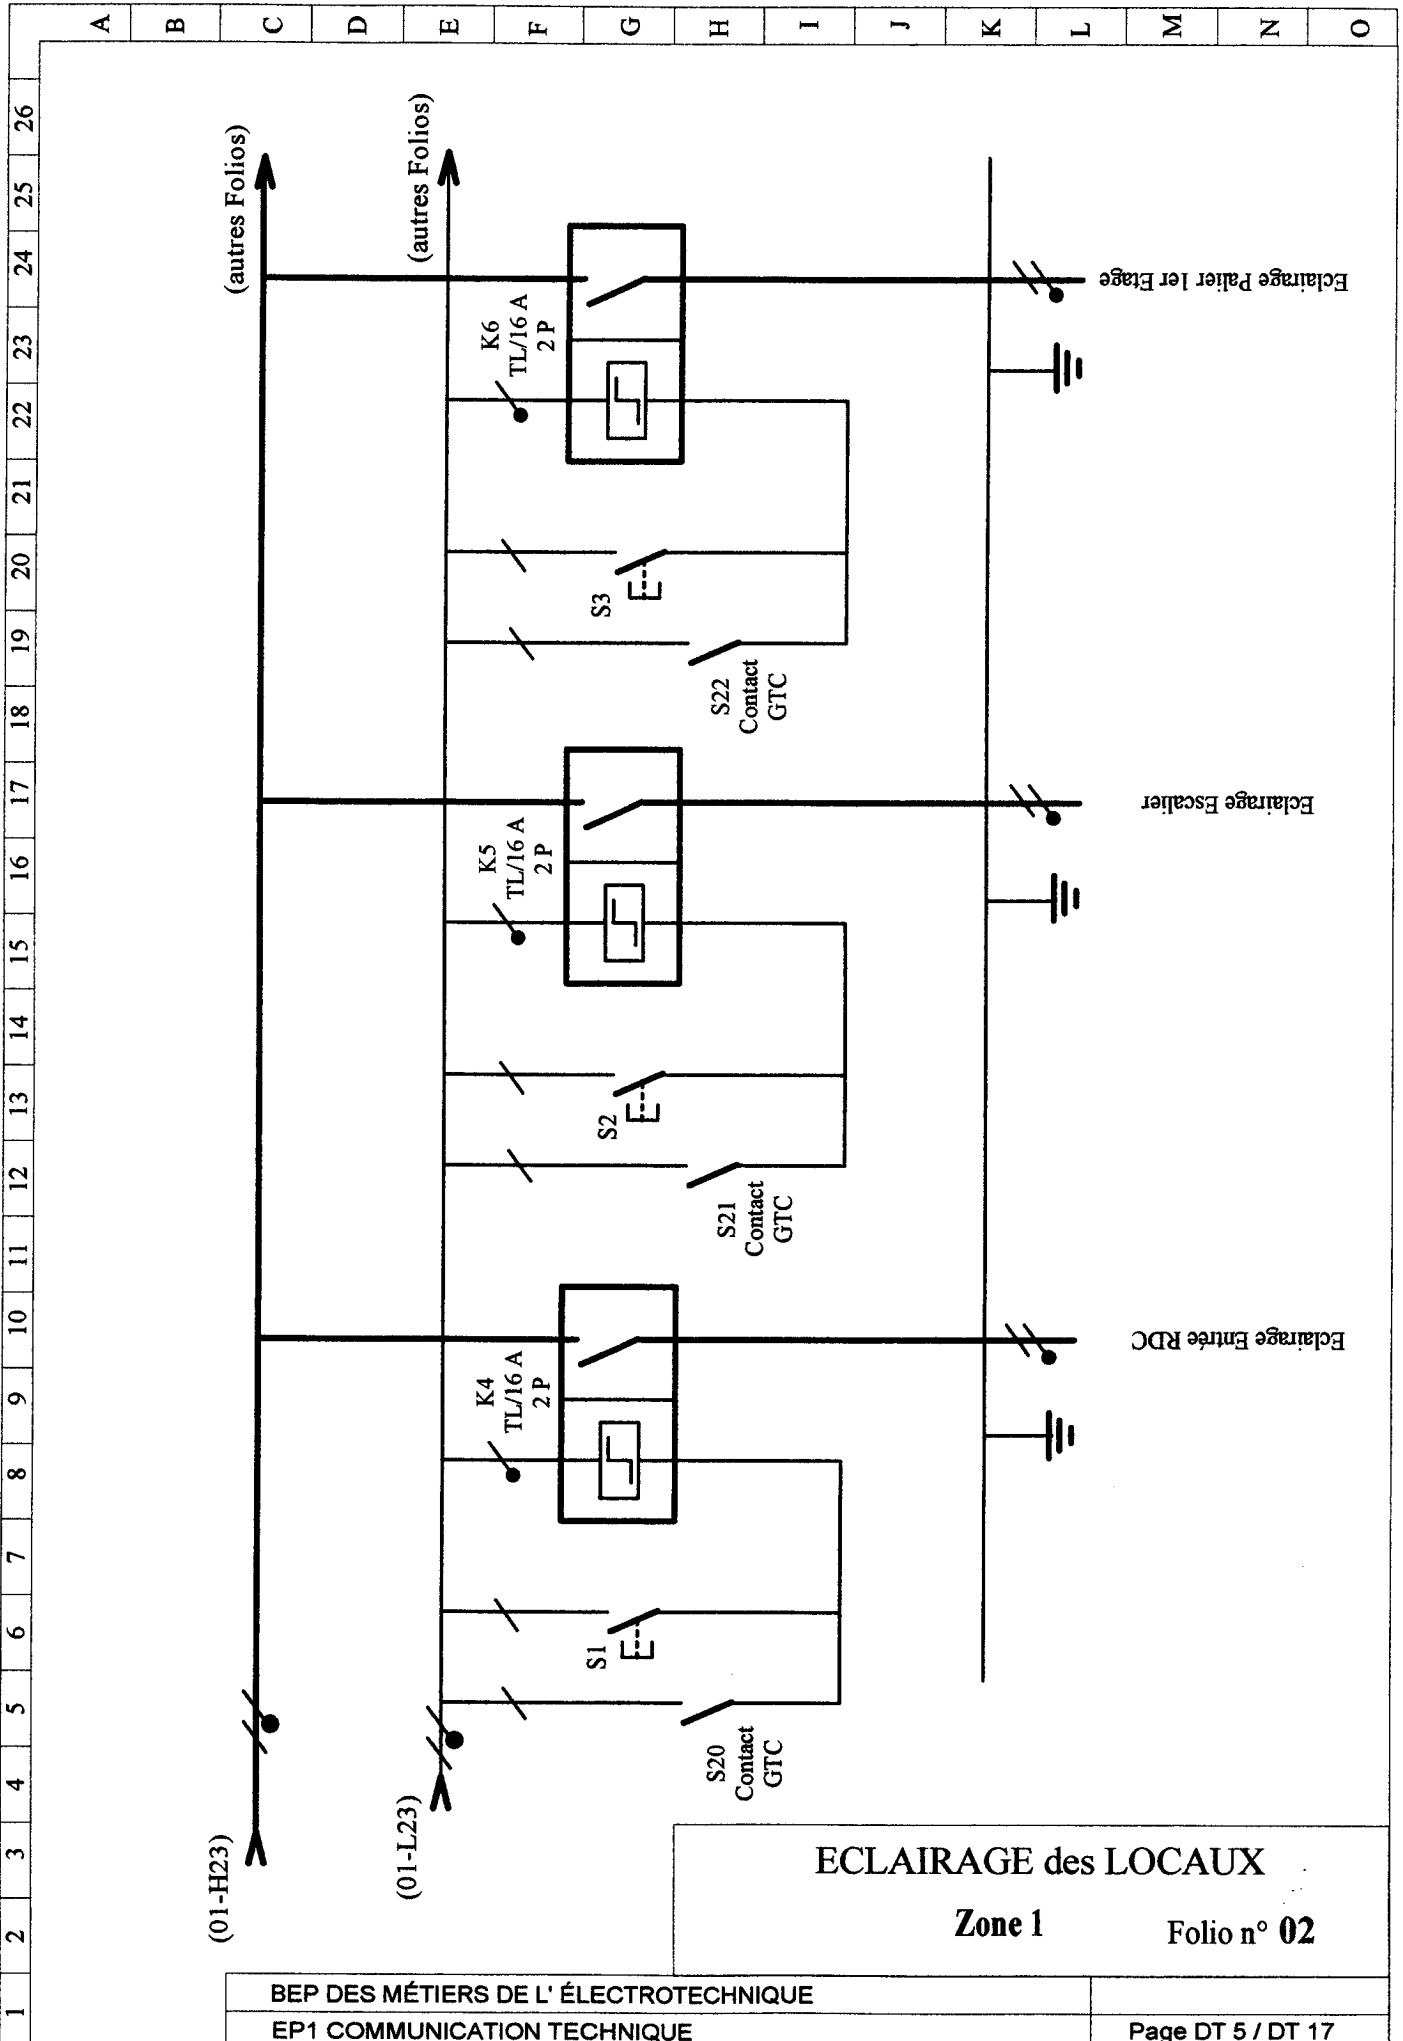 A B C D E F G H I J K L M N O
26
25
24
23
22
21
20
19
18
17
16
15
14
13
12
11
10
9
8
7
6
5
4
3
2
1
(autres Folios)
(autres Folios)
K6
TL/16 A
2 P
Eclairage Palier 1er Etage
S3
S22
Contact
GTC
K5
TL/16 A
2 P
Eclairage Escalier
S2
S21
Contact
GTC
K4
TL/16 A
2 P
Eclairage Entrée RDC
S1
S20
Contact
GTC
(01-H23)
(01-L23)
ECLAIRAGE des LOCAUX
Zone 1 Folio n° 02
BEP DES MÉTIERS DE L' ÉLECTROTECHNIQUE
EP1 COMMUNICATION TECHNIQUE Page DT 5 / DT 17